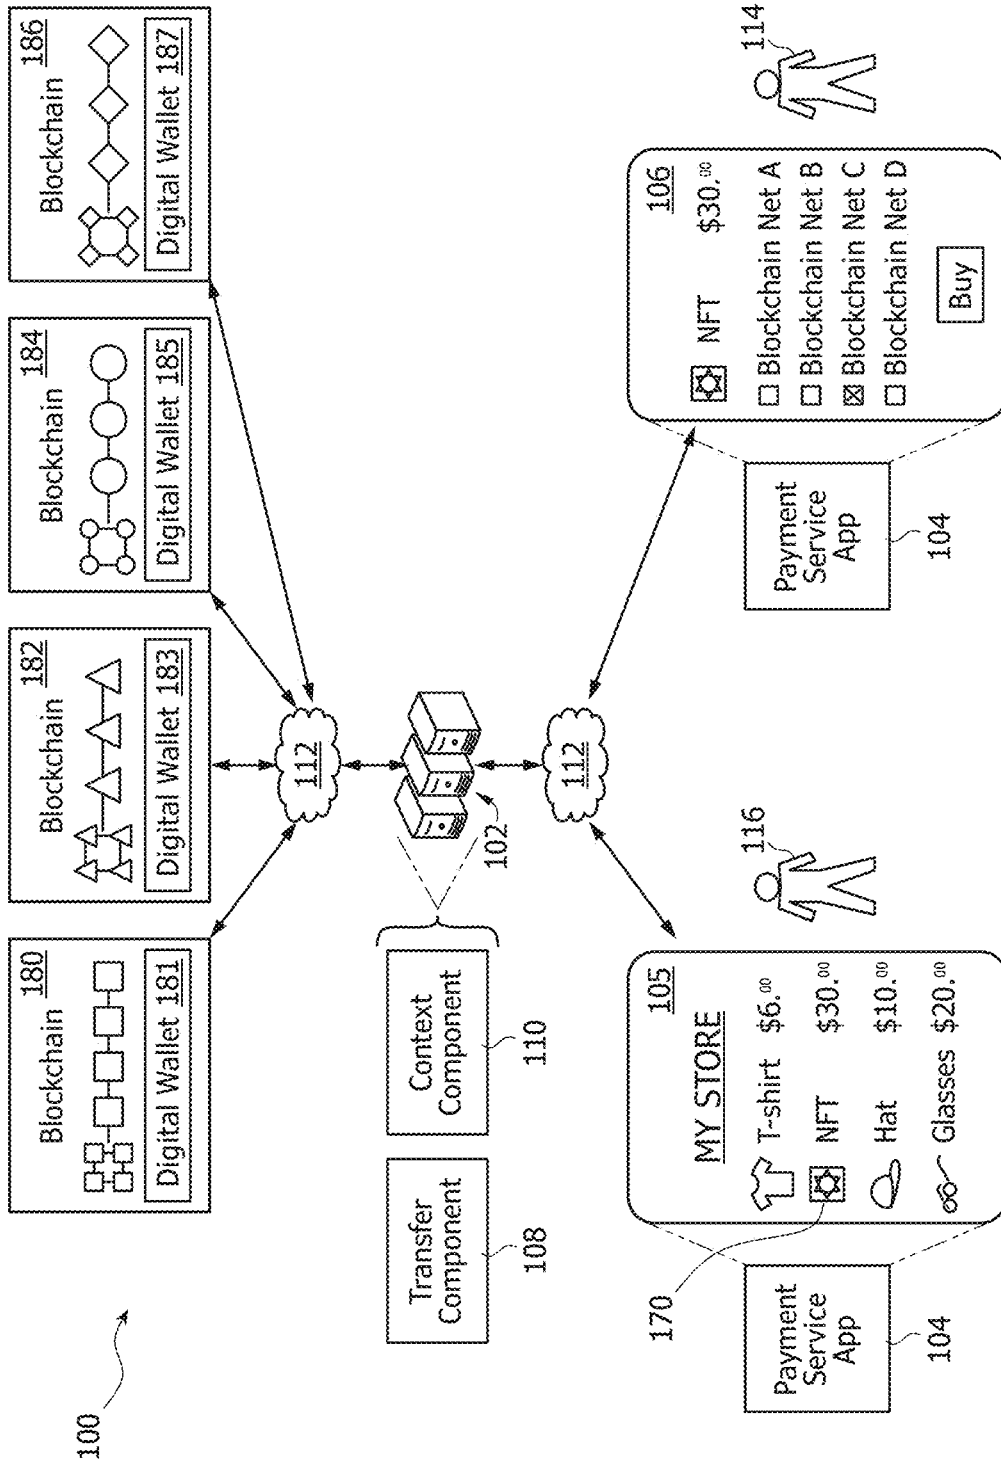 100
Blockchain 180
Digital Wallet 181
Blockchain 182
Digital Wallet 183
Blockchain 184
Digital Wallet 185
Blockchain 186
Digital Wallet 187
112
Transfer
Component
108
Context
Component
110
102
112
170
105
MY STORE
T-shirt $6.00
NFT $30.00
Hat $10.00
Glasses $20.00
116
Payment
Service
App
104
106
NFT $30.00
Blockchain Net A
Blockchain Net B
Blockchain Net C
Blockchain Net D
Buy
114
Payment
Service
App
104